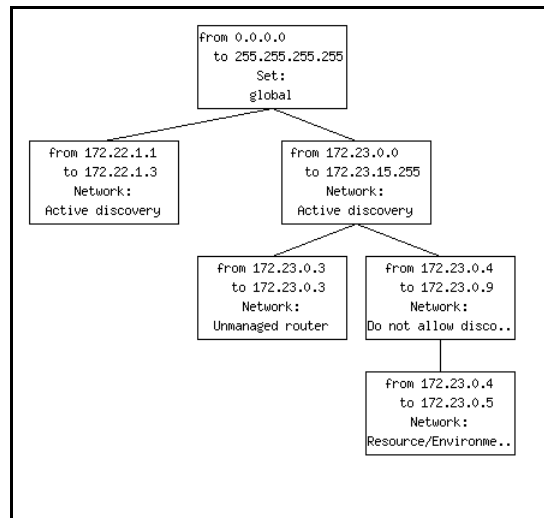 from 0.0.0.0
to 255.255.255.255
Set:
global
from 172.22.1.1
to 172.22.1.3
Network:
Active discovery
from 172.23.0.0
to 172.23.15.255
Network:
Active discovery
from 172.23.0.3
to 172.23.0.3
Network:
Unmanaged router
from 172.23.0.4
to 172.23.0.9
Network:
Do not allow disco..
from 172.23.0.4
to 172.23.0.5
Network:
Resource/Environme..